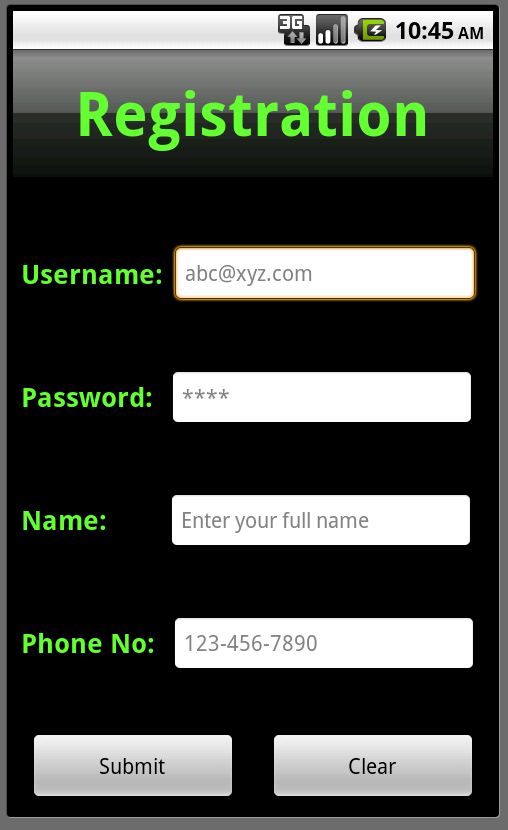 3G 10:45 AM
Registration
Username: abc@xyz.com
Password: ****
Name: Enter your full name
Phone No: 123-456-7890
Submit Clear